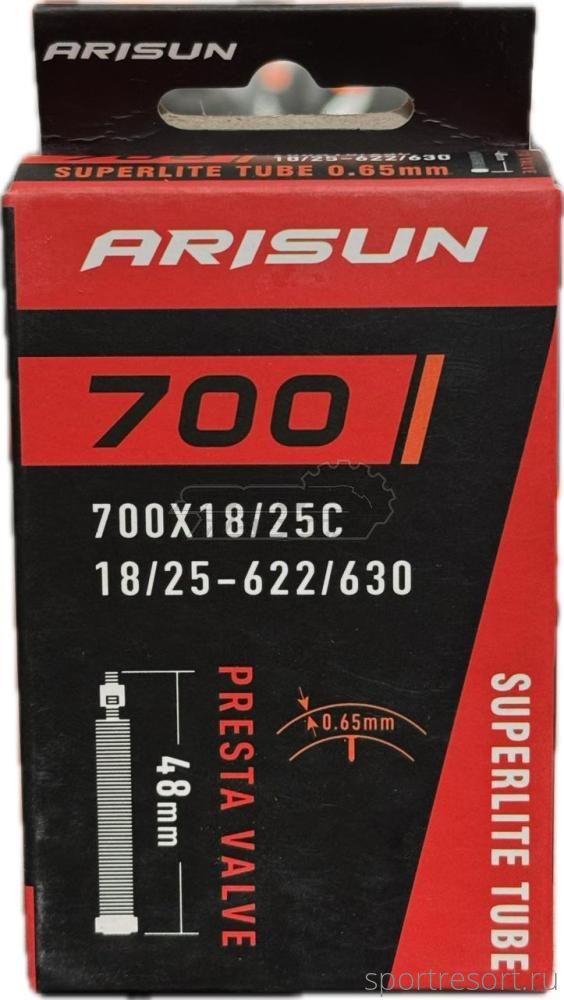 ARISUN
700
18/25-622/630
SUPERLITE TUBE 0.65mm
ARISUN
700
700X18/25C
18/25-622/630
48mm
PRESTA VALVE
0.65mm
SUPERLITE TUBE
sportresort.ru